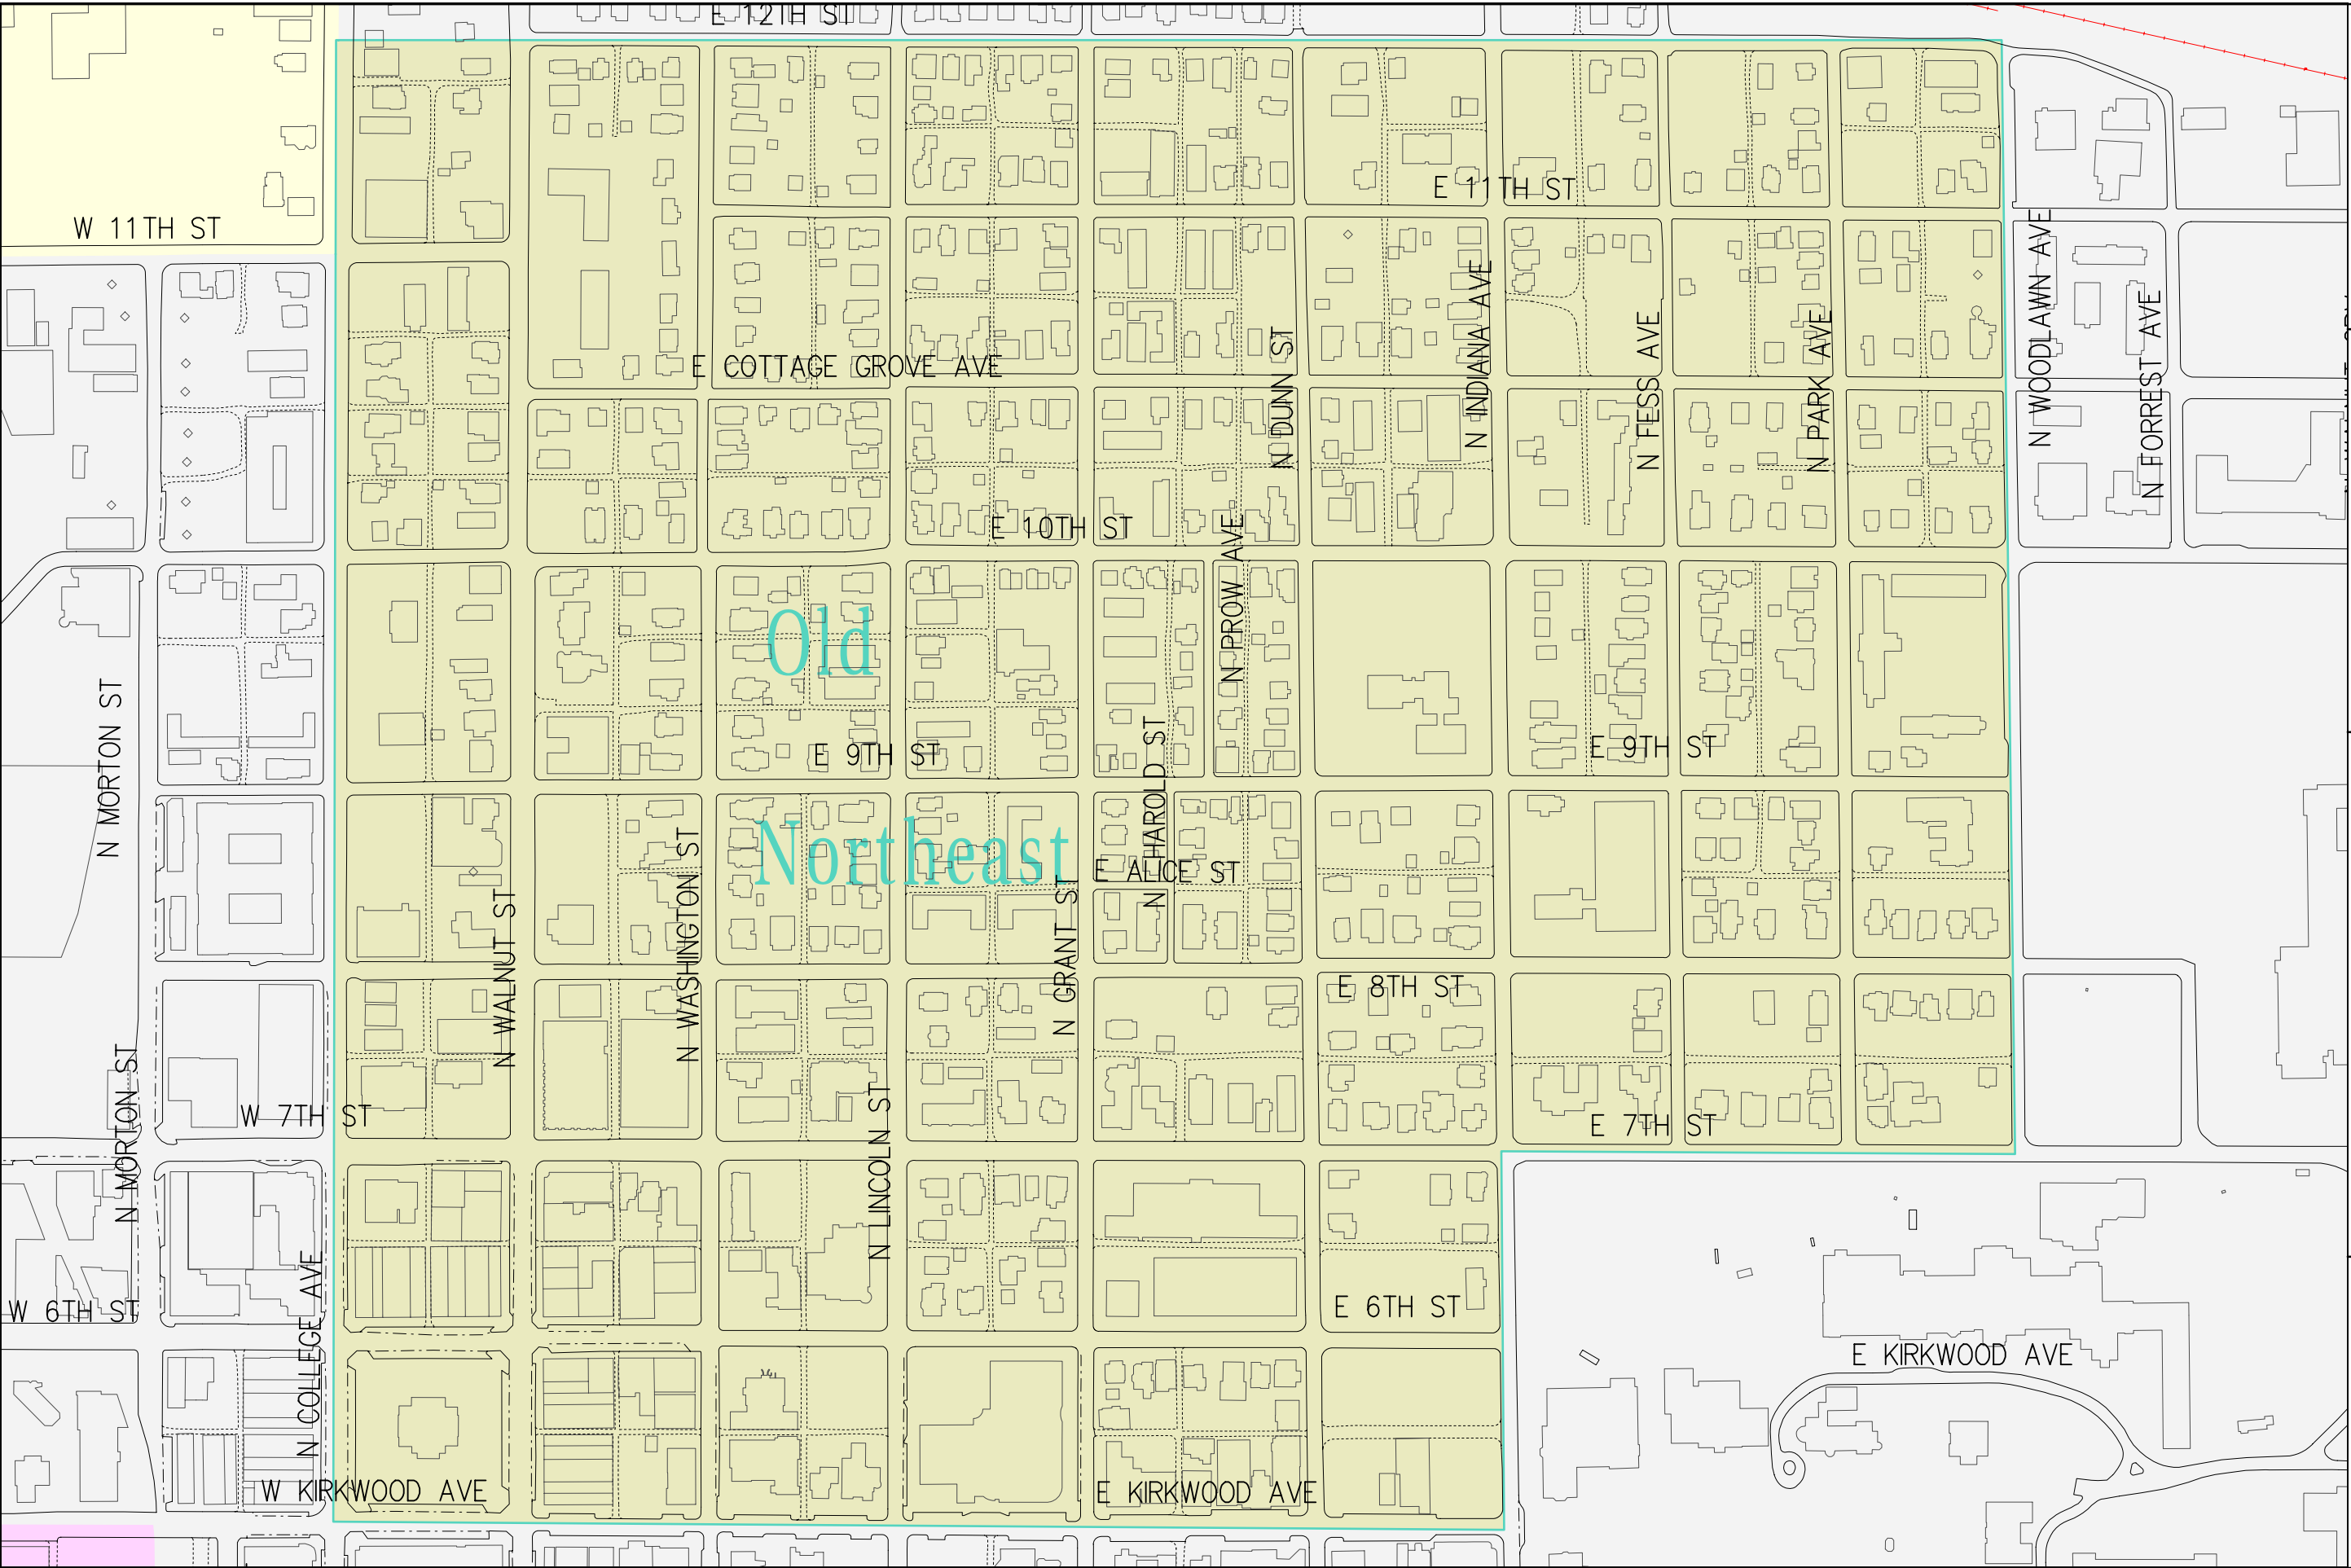 E 12TH ST
W 11TH ST
E 11TH ST
N WOODLAWN AVE
N INDIANA AVE
N FORREST AVE
N DUNN ST
N FESS AVE
N PARK AVE
E COTTAGE GROVE AVE
E 10TH ST
N PROW AVE
Old
N MORTON ST
E 9TH ST
E 9TH ST
N HAROLD ST
Northeast
E ALICE ST
N WALNUT ST
N WASHINGTON ST
N GRANT ST
E 8TH ST
N MORTON ST
W 7TH ST
E 7TH ST
N LINCOLN ST
W 6TH ST
N COLLEGE AVE
E 6TH ST
E KIRKWOOD AVE
W KIRKWOOD AVE
E KIRKWOOD AVE